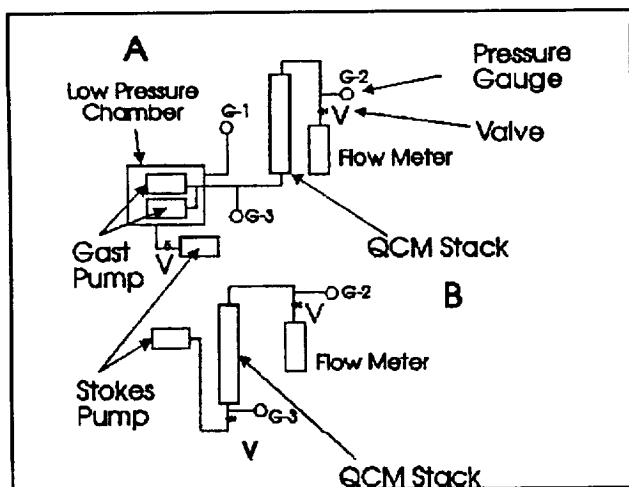 A
Low Pressure
Chamber
G-1
G-2
Pressure
Gauge
V
Valve
Flow Meter
G-3
Gast
Pump
V
QCM Stack
B
G-2
V
Flow Meter
Stokes
Pump
G-3
V
QCM Stack